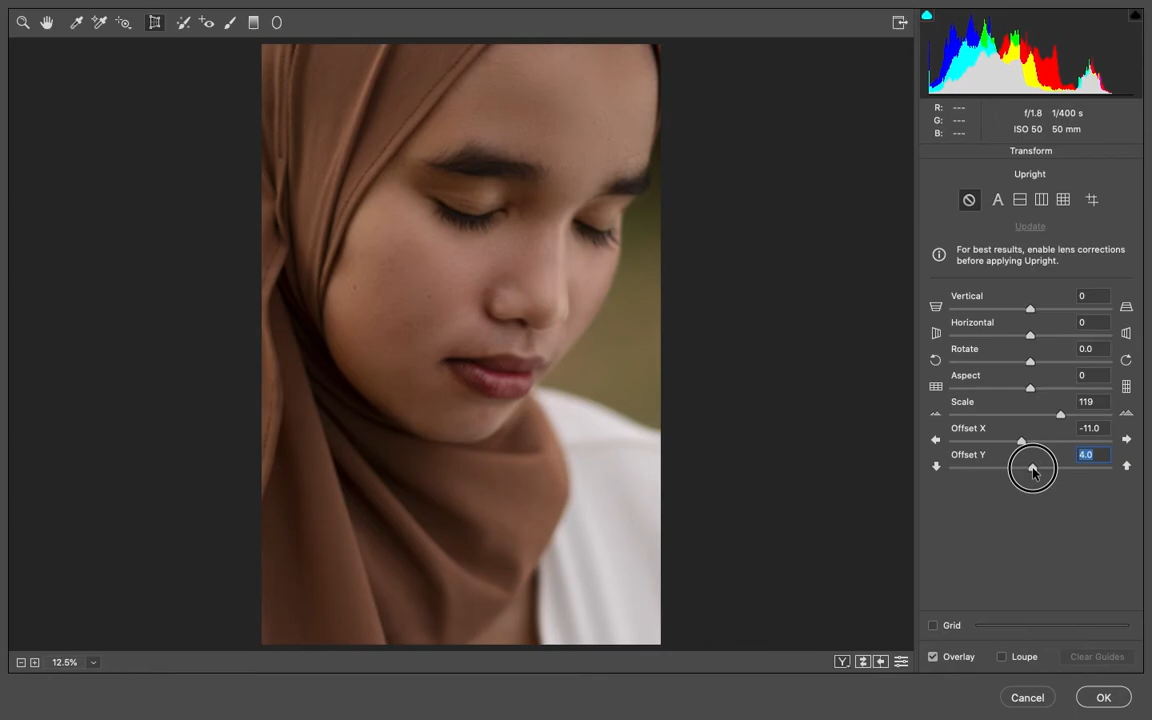 R: ---
G: ---
B: ---
f/1.8 1/400 s
ISO 50 50 mm
Transform
Upright
A
Update
For best results, enable lens corrections
before applying Upright.
Vertical 0
Horizontal 0
Rotate 0.0
Aspect 0
Scale 119
Offset X -11.0
Offset Y 4.0
Grid
12.5%
Y
Overlay Loupe Clear Guides
Cancel OK